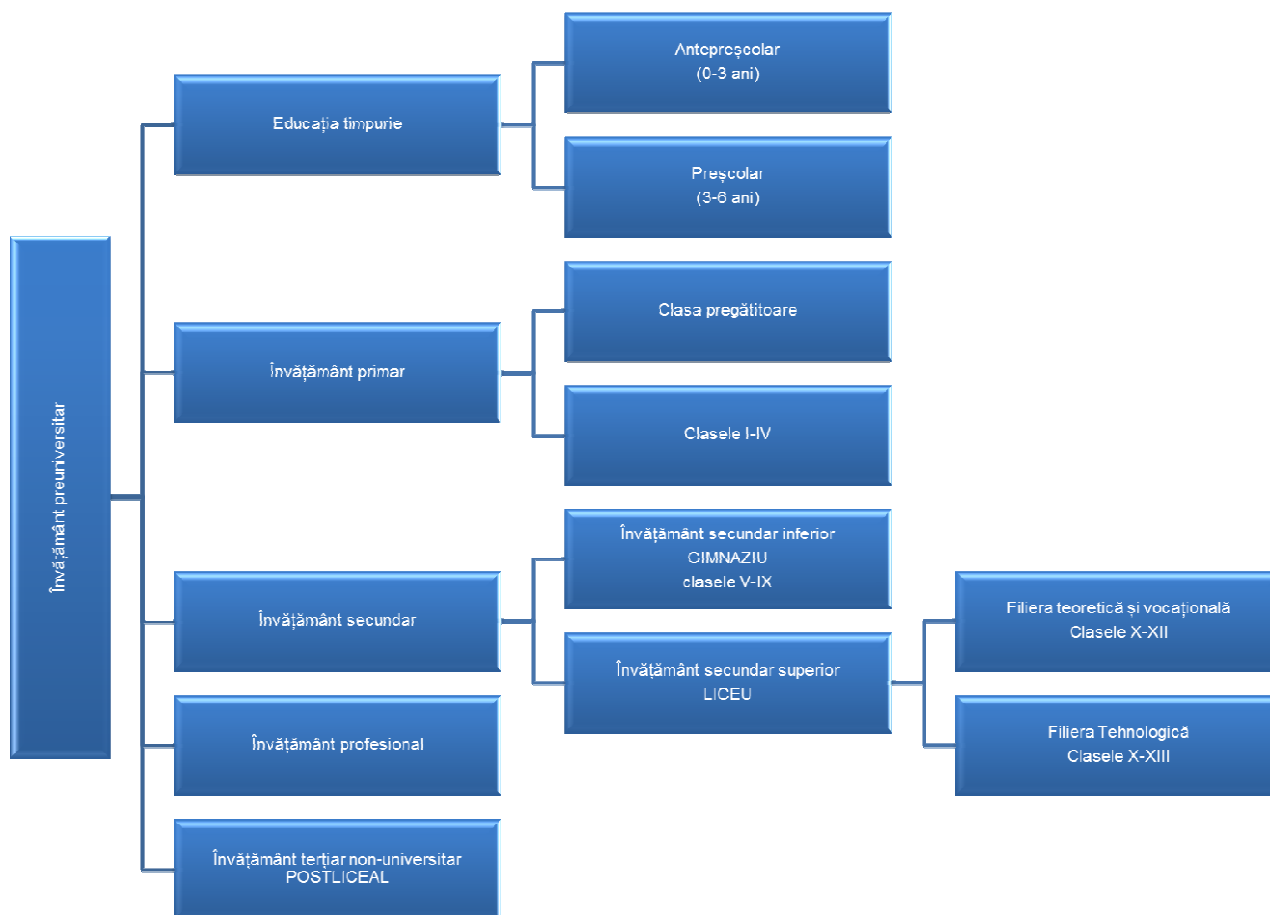 Învățământ preuniversitar
Educația timpurie
Antepreșcolar
(0-3 ani)
Preșcolar
(3-6 ani)
Învățământ primar
Clasa pregătitoare
Clasele I-IV
Învățământ secundar
Învățământ secundar inferior
GIMNAZIU
clasele V-IX
Învățământ secundar superior
LICEU
Filiera teoretică și vocațională
Clasele X-XII
Filiera Tehnologică
Clasele X-XIII
Învățământ profesional
Învățământ terțiar non-universitar
POSTLICEAL